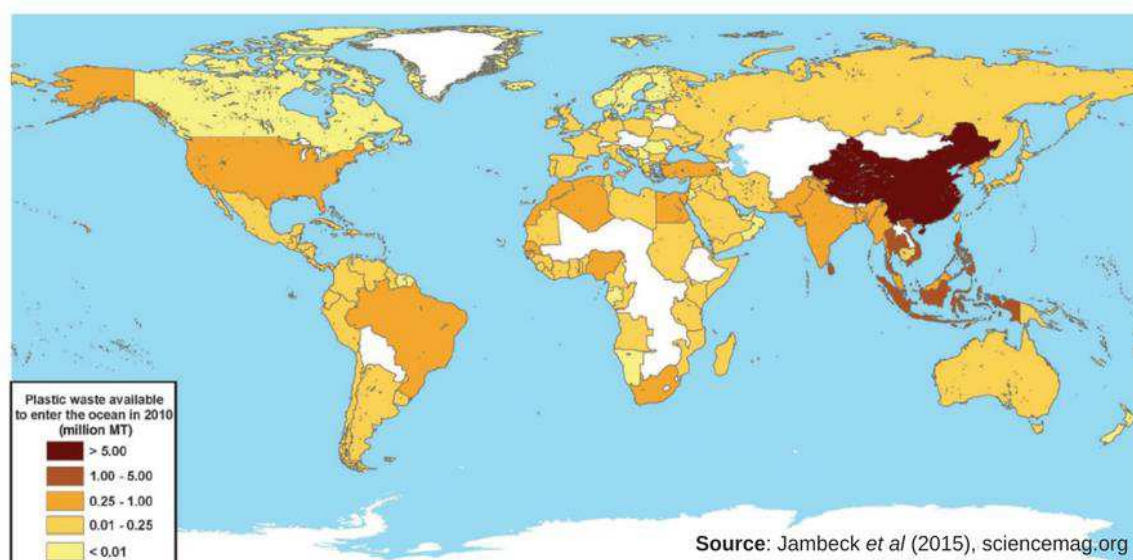 Plastic waste available
to enter the ocean in 2010
(million MT)
> 5.00
1.00 - 5.00
0.25 - 1.00
0.01 - 0.25
< 0.01
Source: Jambeck et al (2015), sciencemag.org